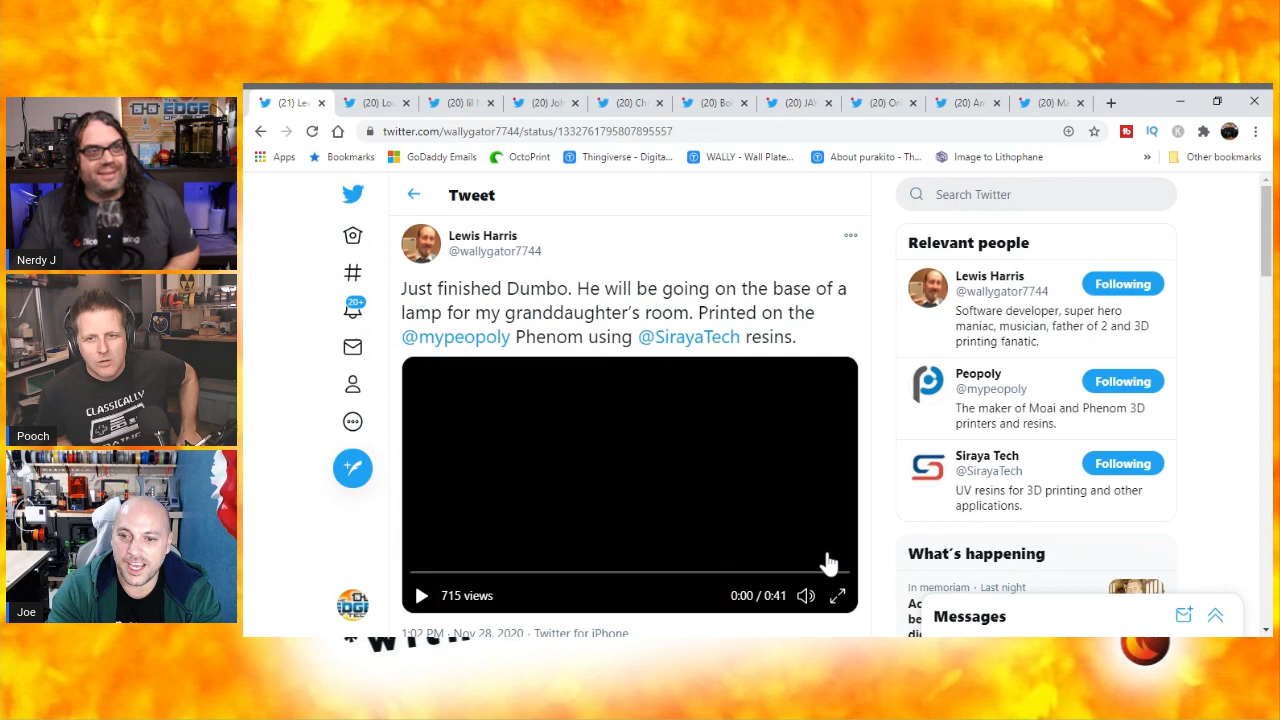 THE
EDGE
Nerdy J
CLASSICALLY
Pooch
Joe
(21) Le
(20) Lo
(20) lil
(20) Joh
(20) Ch
(20) Bo
(20) JA
(20) Ori
(20) An
(20) M
twitter.com/wallygator7744/status/1332761795807895557
Apps
Bookmarks
GoDaddy Emails
OctoPrint
Thingiverse - Digita...
WALLY - Wall Plate...
About purakito - Th...
Image to Lithophane
»
Other bookmarks
Tweet
Lewis Harris
@wallygator7744
Just finished Dumbo. He will be going on the base of a
lamp for my granddaughter's room. Printed on the
@mypeopoly Phenom using @SirayaTech resins.
715 views
0:00 / 0:41
1:02 PM · Nov 28, 2020 · Twitter for iPhone
20+
Search Twitter
Relevant people
Lewis Harris
@wallygator7744
Following
Software developer, super hero
maniac, musician, father of 2 and 3D
printing fanatic.
Peopoly
@mypeopoly
Following
The maker of Moai and Phenom 3D
printers and resins.
Siraya Tech
@SirayaTech
Following
UV resins for 3D printing and other
applications.
What's happening
In memoriam · Last night
Messages
with